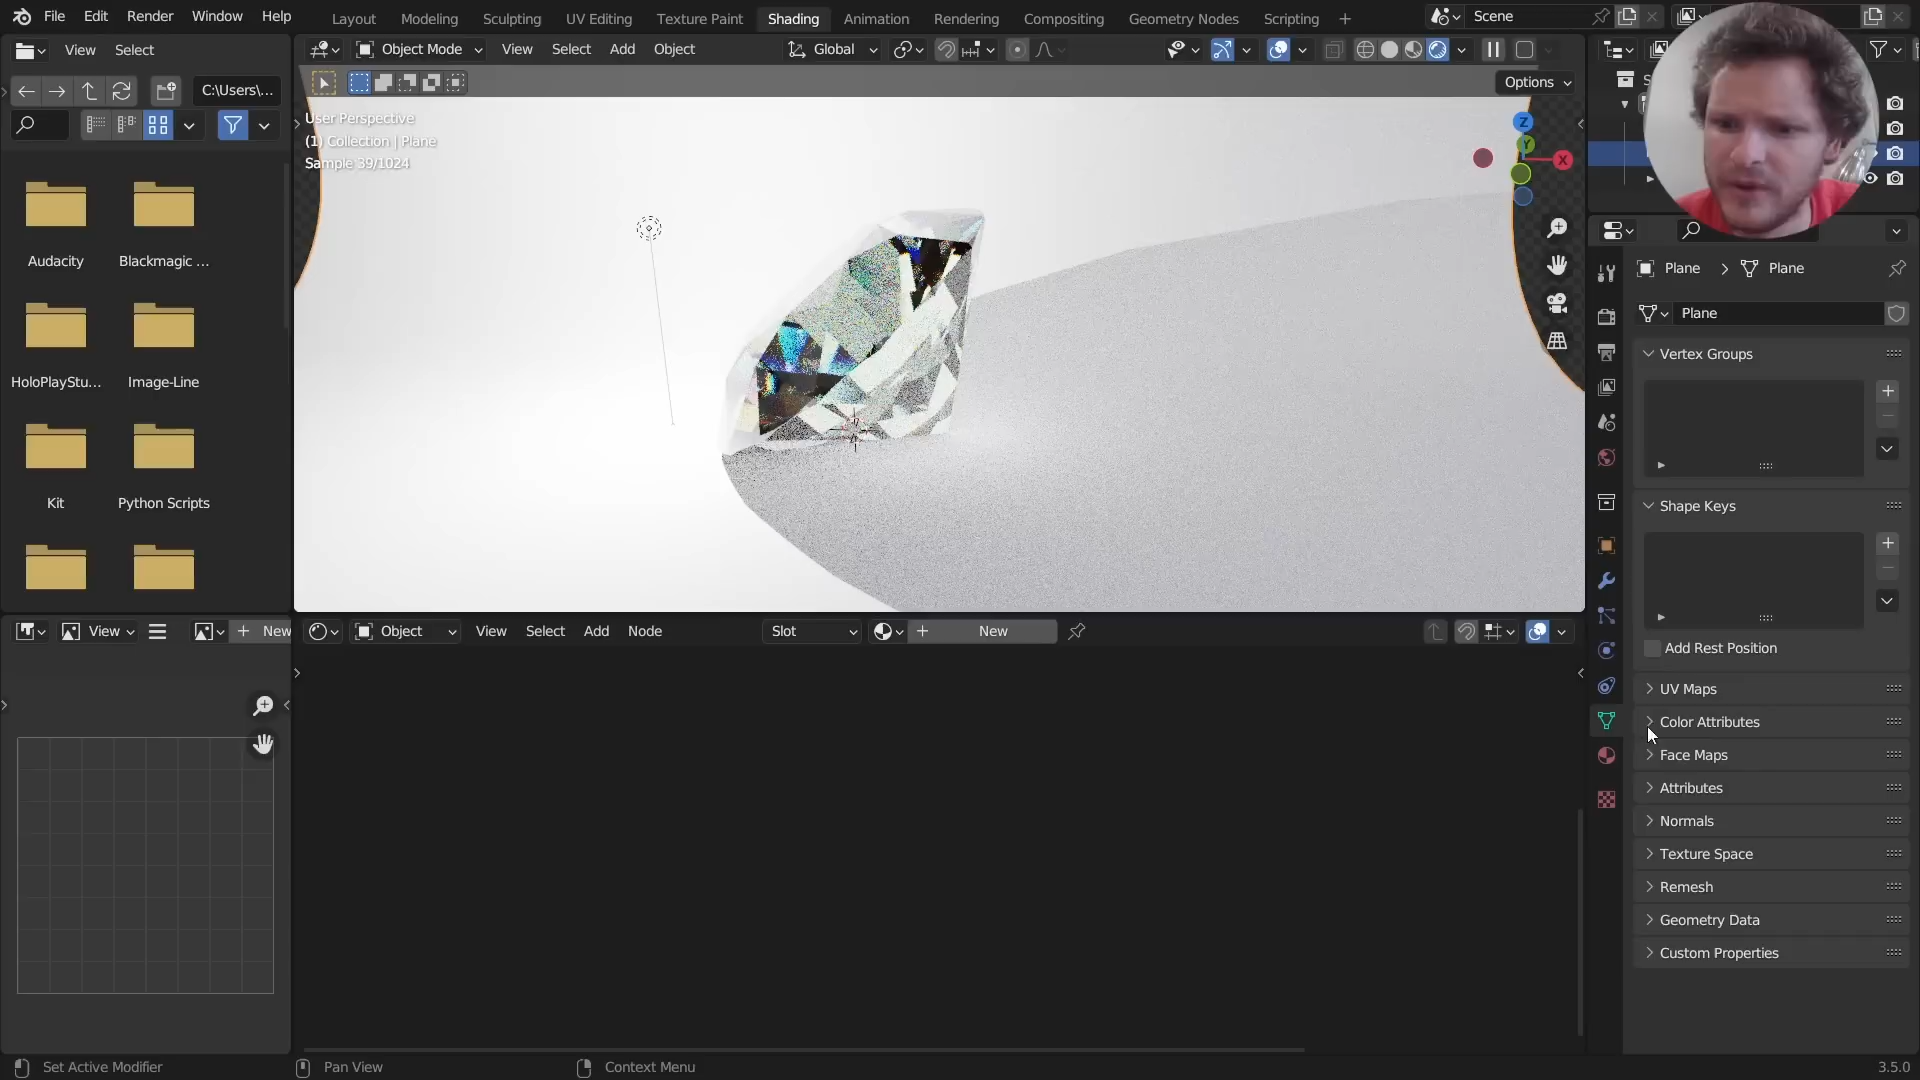 File Edit Render Window Help
Layout Modeling Sculpting UV Editing Texture Paint Shading Animation Rendering Compositing Geometry Nodes Scripting +
Scene
View Select
Object Mode View Select Add Object
Global
C:\Users\...
Options
User Perspective
(1) Collection | Plane
Sample 39/1024
Z
Y
X
Audacity
Blackmagic ...
HoloPlayStu...
Image-Line
Kit
Python Scripts
Plane > Plane
Plane
Vertex Groups
Shape Keys
Add Rest Position
UV Maps
Color Attributes
Face Maps
Attributes
Normals
Texture Space
Remesh
Geometry Data
Custom Properties
View
New
Object View Select Add Node
Slot
New
Set Active Modifier
Pan View
Context Menu
3.5.0